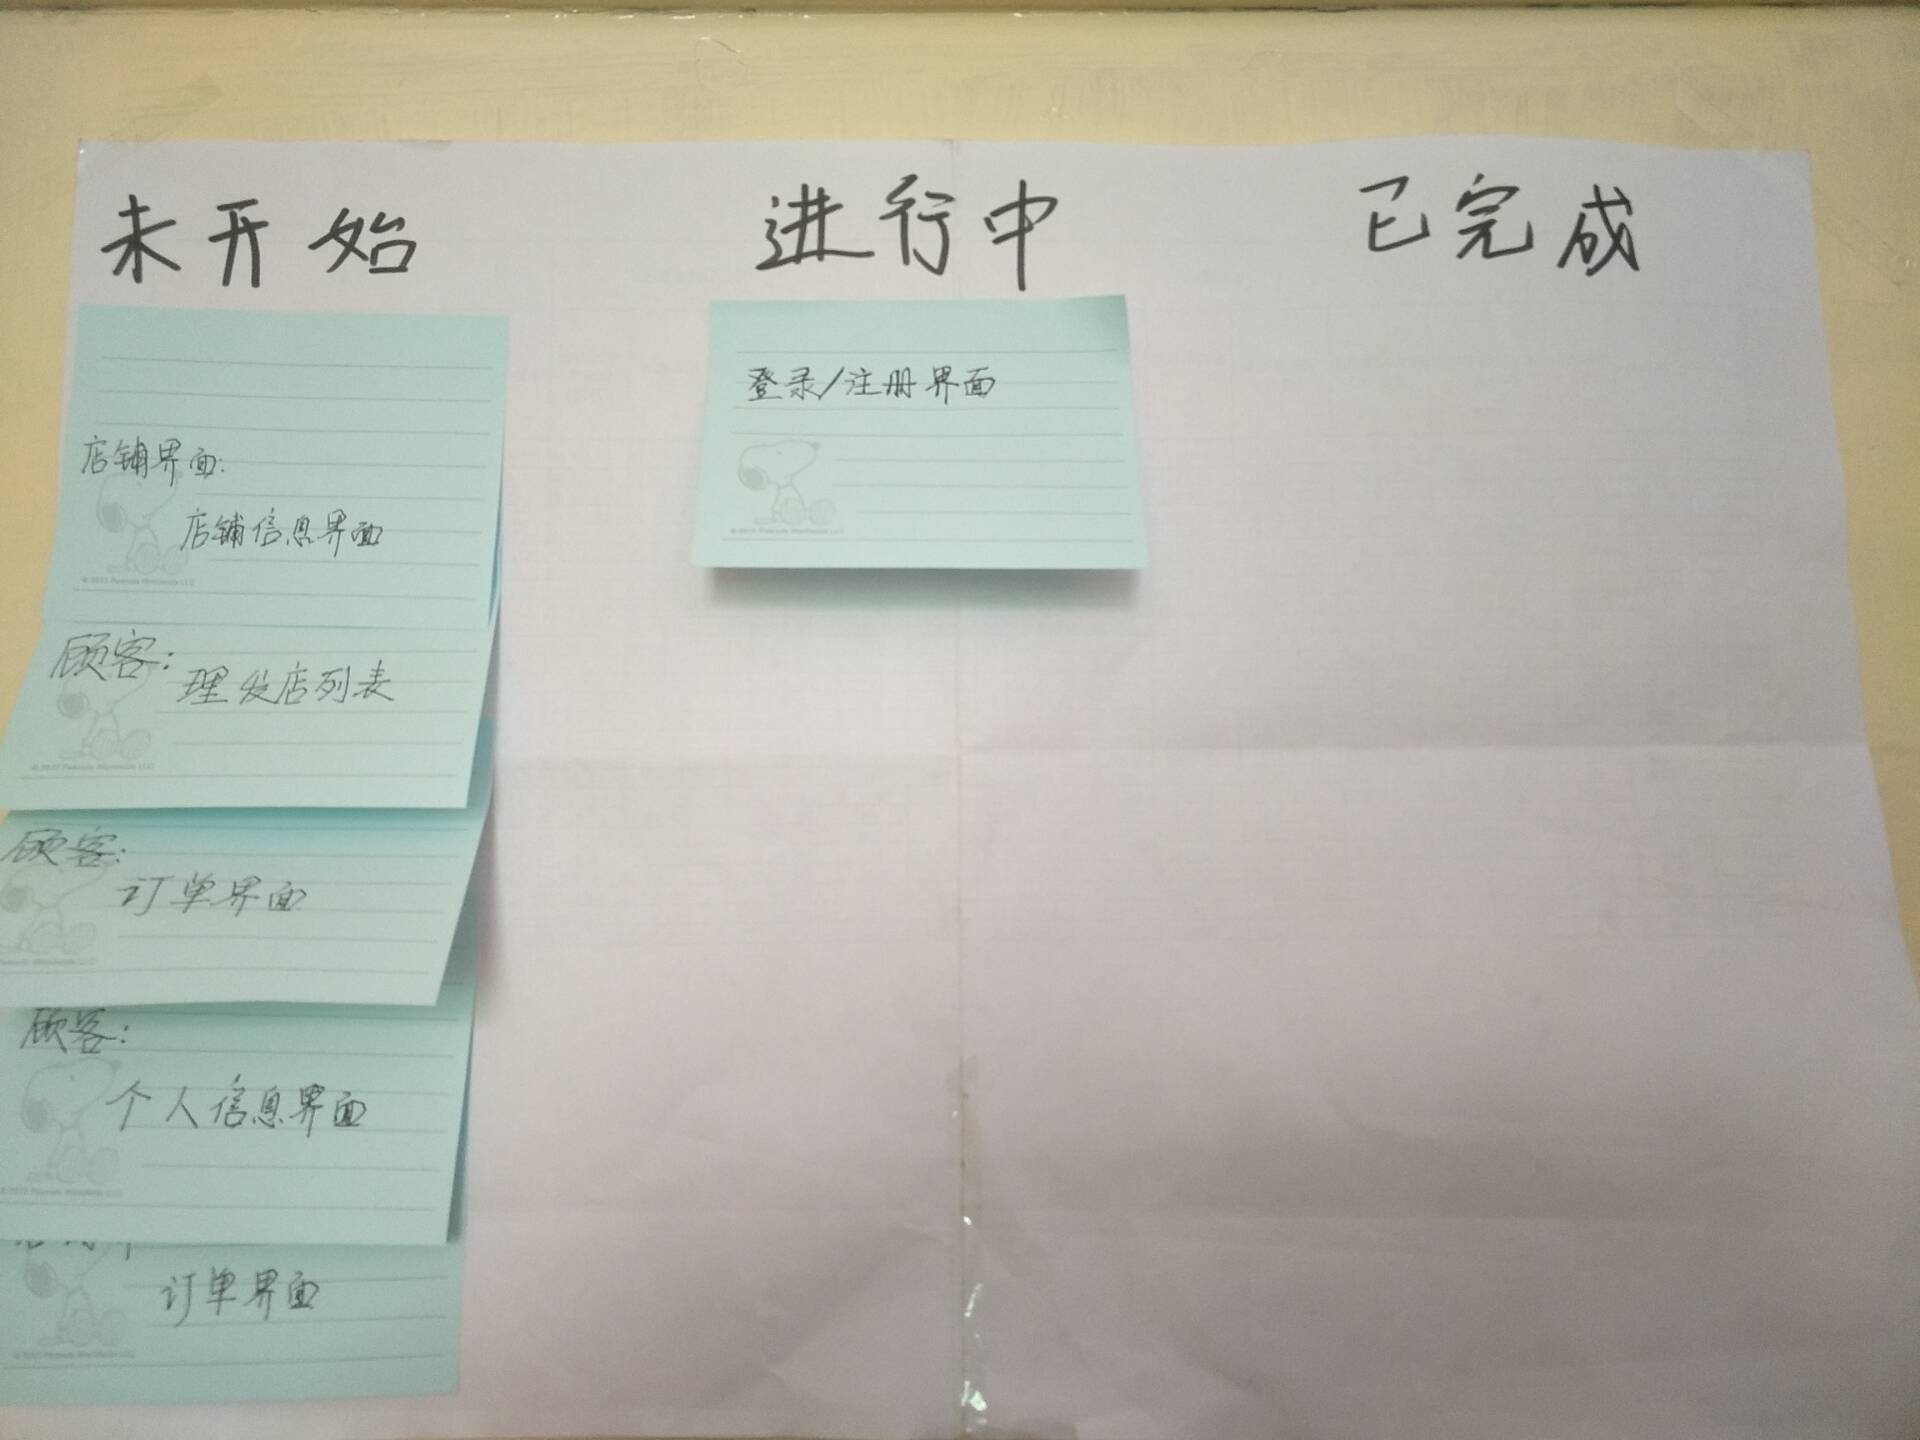 未开始
进行中
已完成
店铺界面:
店铺信息界面
顾客:
理发店列表
顾客:
订单界面
顾客:
个人信息界面
订单界面
登录/注册界面